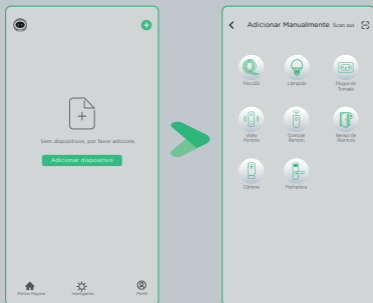 Sem dispositivos, por favor adicione.
Adicionar dispositivo
Minha Página
Inteligente
Perfil
Adicionar Manualmente
Scan aut
Fita LED
Lâmpada
Plugue de
Tomada
Vídeo
Porteiro
Controle
Remoto
Sensor de
Abertura
Câmera
Fechadura